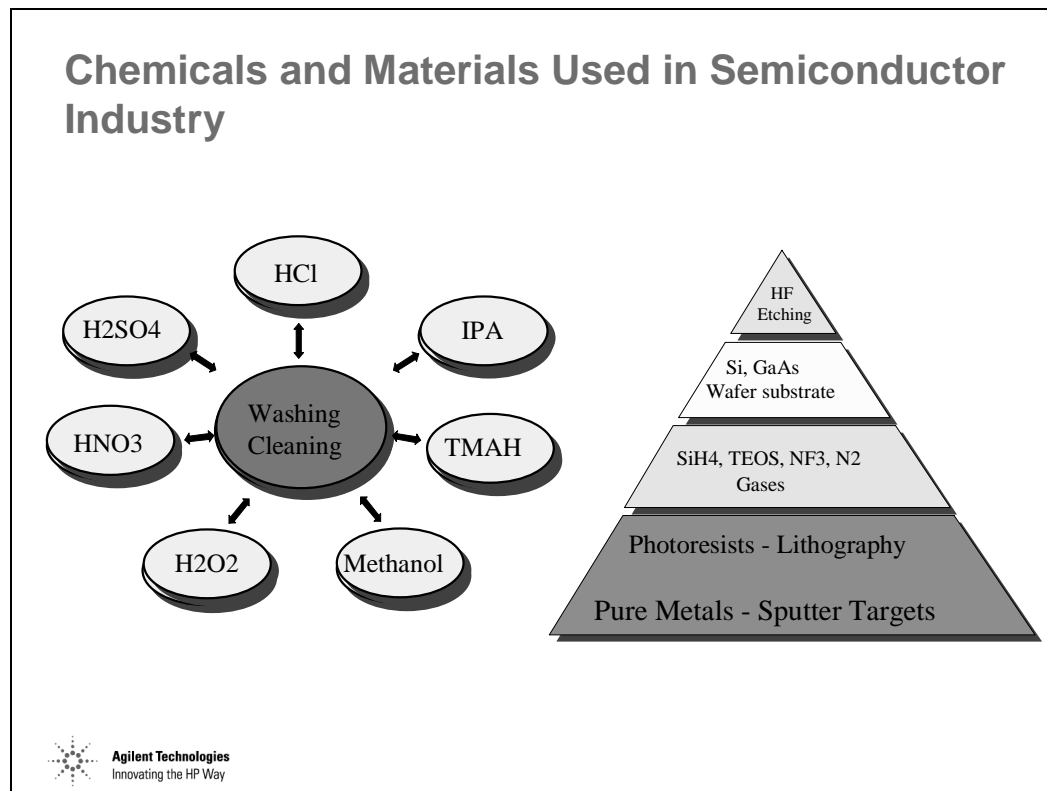 Chemicals and Materials Used in Semiconductor
Industry
HCl
H2SO4
IPA
HNO3
Washing
Cleaning
TMAH
H2O2
Methanol
HF
Etching
Si, GaAs
Wafer substrate
SiH4, TEOS, NF3, N2
Gases
Photoresists - Lithography
Pure Metals - Sputter Targets
Agilent Technologies
Innovating the HP Way